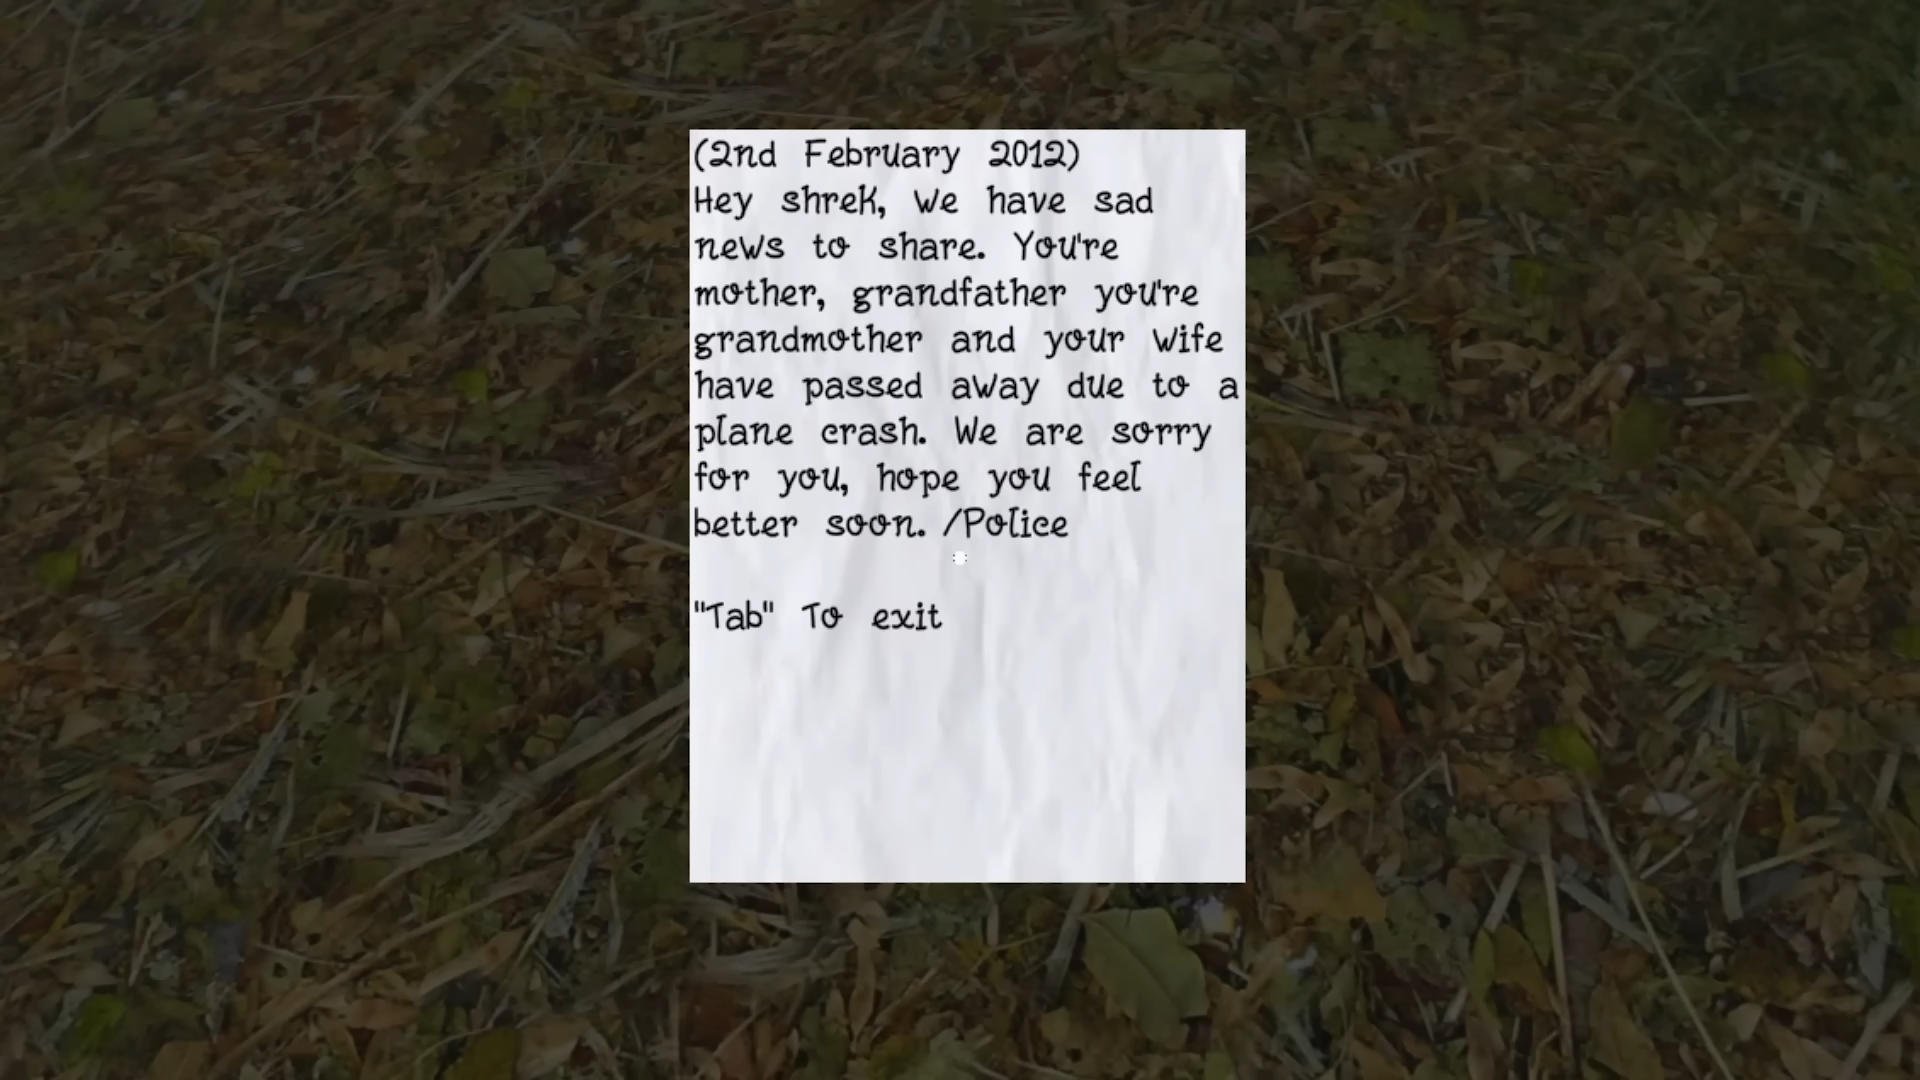 (2nd February 2012)
Hey shrek, we have sad
news to share. You're
mother, grandfather you're
grandmother and your wife
have passed away due to a
plane crash. We are sorry
for you, hope you feel
better soon. /Police
"Tab" To exit